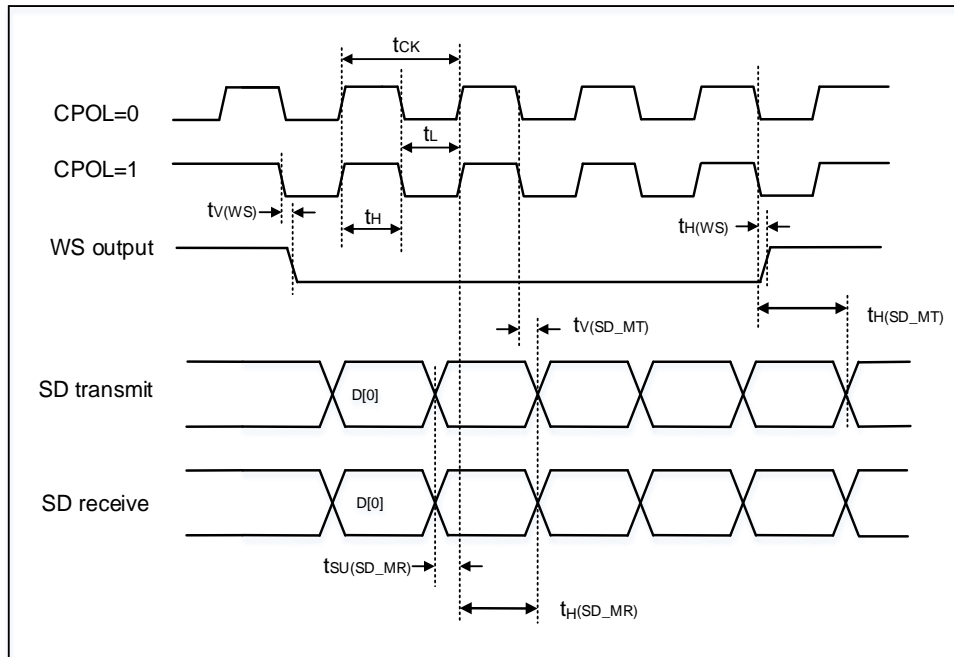 tCK
CPOL=0
tL
CPOL=1
tV(WS)
tH
tH(WS)
WS output
tV(SD_MT)
tH(SD_MT)
SD transmit
D[0]
SD receive
D[0]
tSU(SD_MR)
tH(SD_MR)